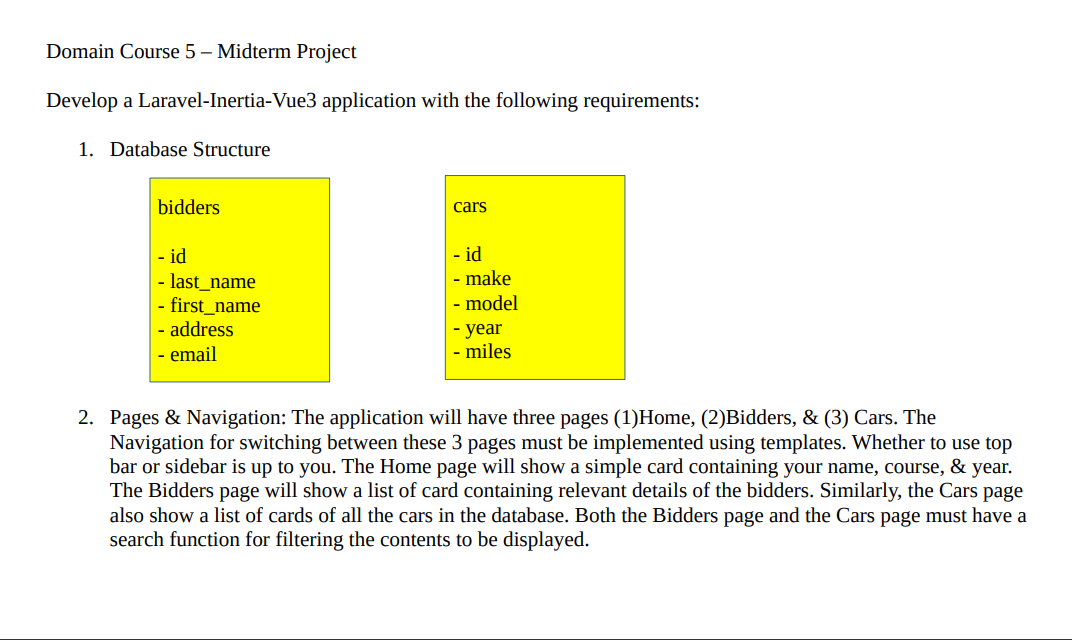 Domain Course 5 – Midterm Project
Develop a Laravel-Inertia-Vue3 application with the following requirements:
1. Database Structure
bidders
- id
- last_name
- first_name
- address
- email
cars
- id
- make
- model
- year
- miles
2. Pages & Navigation: The application will have three pages (1)Home, (2)Bidders, & (3) Cars. The
Navigation for switching between these 3 pages must be implemented using templates. Whether to use top
bar or sidebar is up to you. The Home page will show a simple card containing your name, course, & year.
The Bidders page will show a list of card containing relevant details of the bidders. Similarly, the Cars page
also show a list of cards of all the cars in the database. Both the Bidders page and the Cars page must have a
search function for filtering the contents to be displayed.